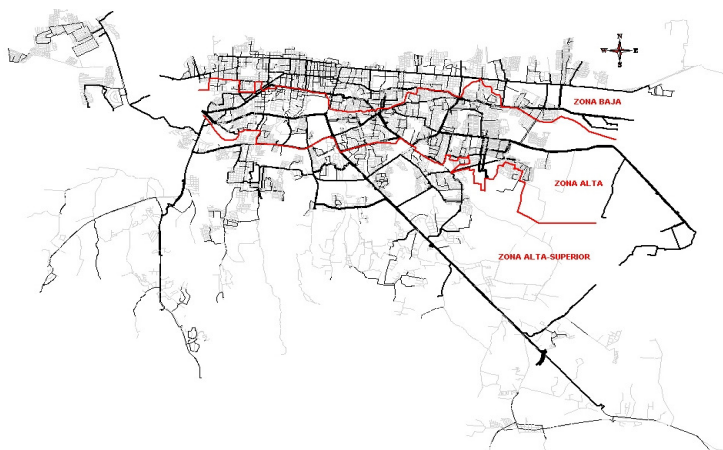 N
W E
S
ZONA BAJA
ZONA ALTA
ZONA ALTA-SUPERIOR